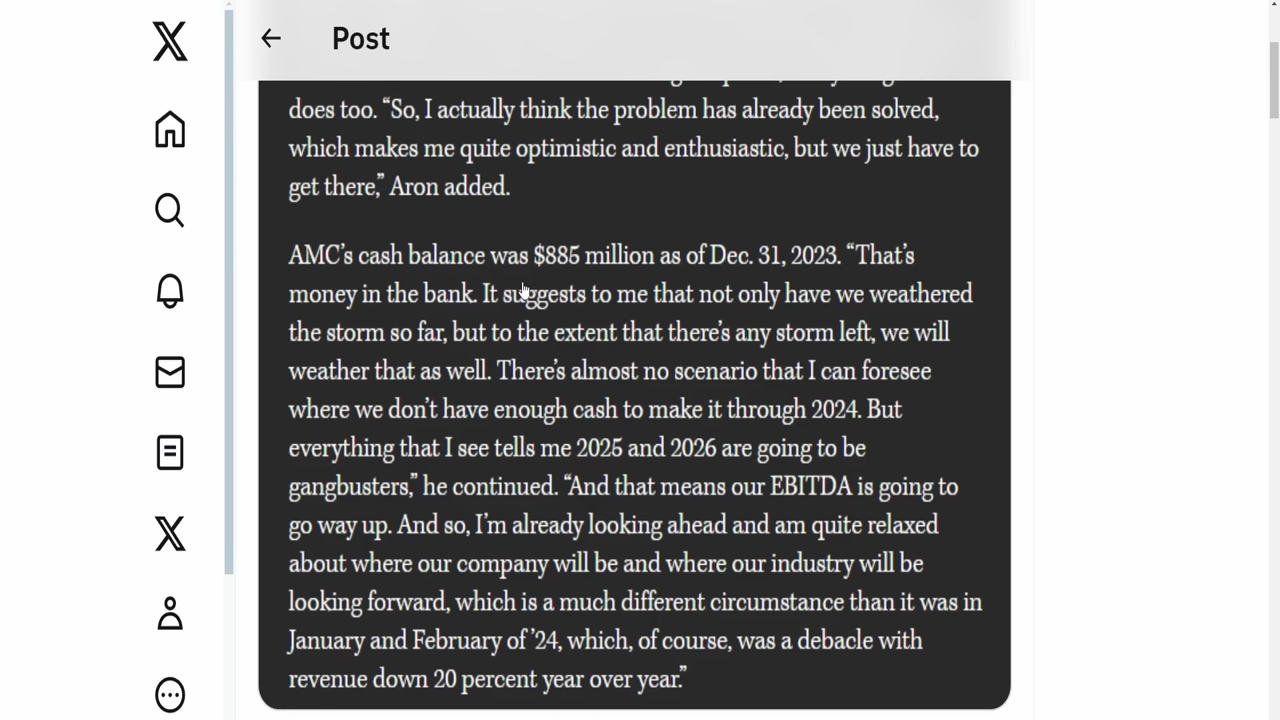 Post
does too. “So, I actually think the problem has already been solved,
which makes me quite optimistic and enthusiastic, but we just have to
get there,” Aron added.
AMC’s cash balance was $885 million as of Dec. 31, 2023. “That’s
money in the bank. It suggests to me that not only have we weathered
the storm so far, but to the extent that there’s any storm left, we will
weather that as well. There’s almost no scenario that I can foresee
where we don’t have enough cash to make it through 2024. But
everything that I see tells me 2025 and 2026 are going to be
gangbusters,” he continued. “And that means our EBITDA is going to
go way up. And so, I’m already looking ahead and am quite relaxed
about where our company will be and where our industry will be
looking forward, which is a much different circumstance than it was in
January and February of ’24, which, of course, was a debacle with
revenue down 20 percent year over year.”